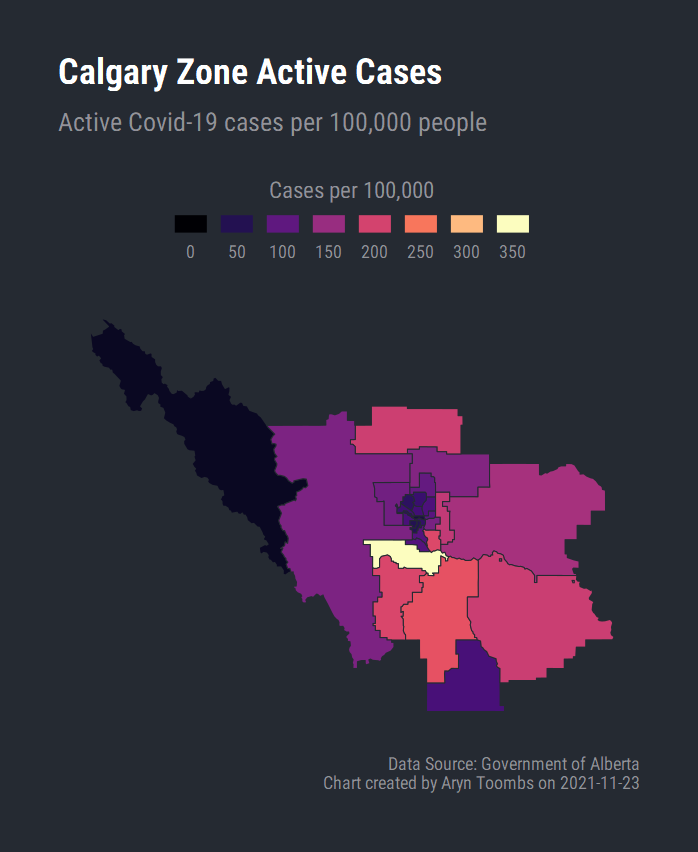 Calgary Zone Active Cases
Active Covid-19 cases per 100,000 people
Cases per 100,000
0 50 100 150 200 250 300 350
Data Source: Government of Alberta
Chart created by Aryn Toombs on 2021-11-23